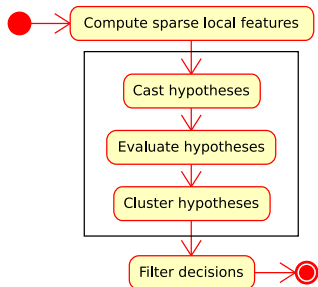 Compute sparse local features
Cast hypotheses
Evaluate hypotheses
Cluster hypotheses
Filter decisions